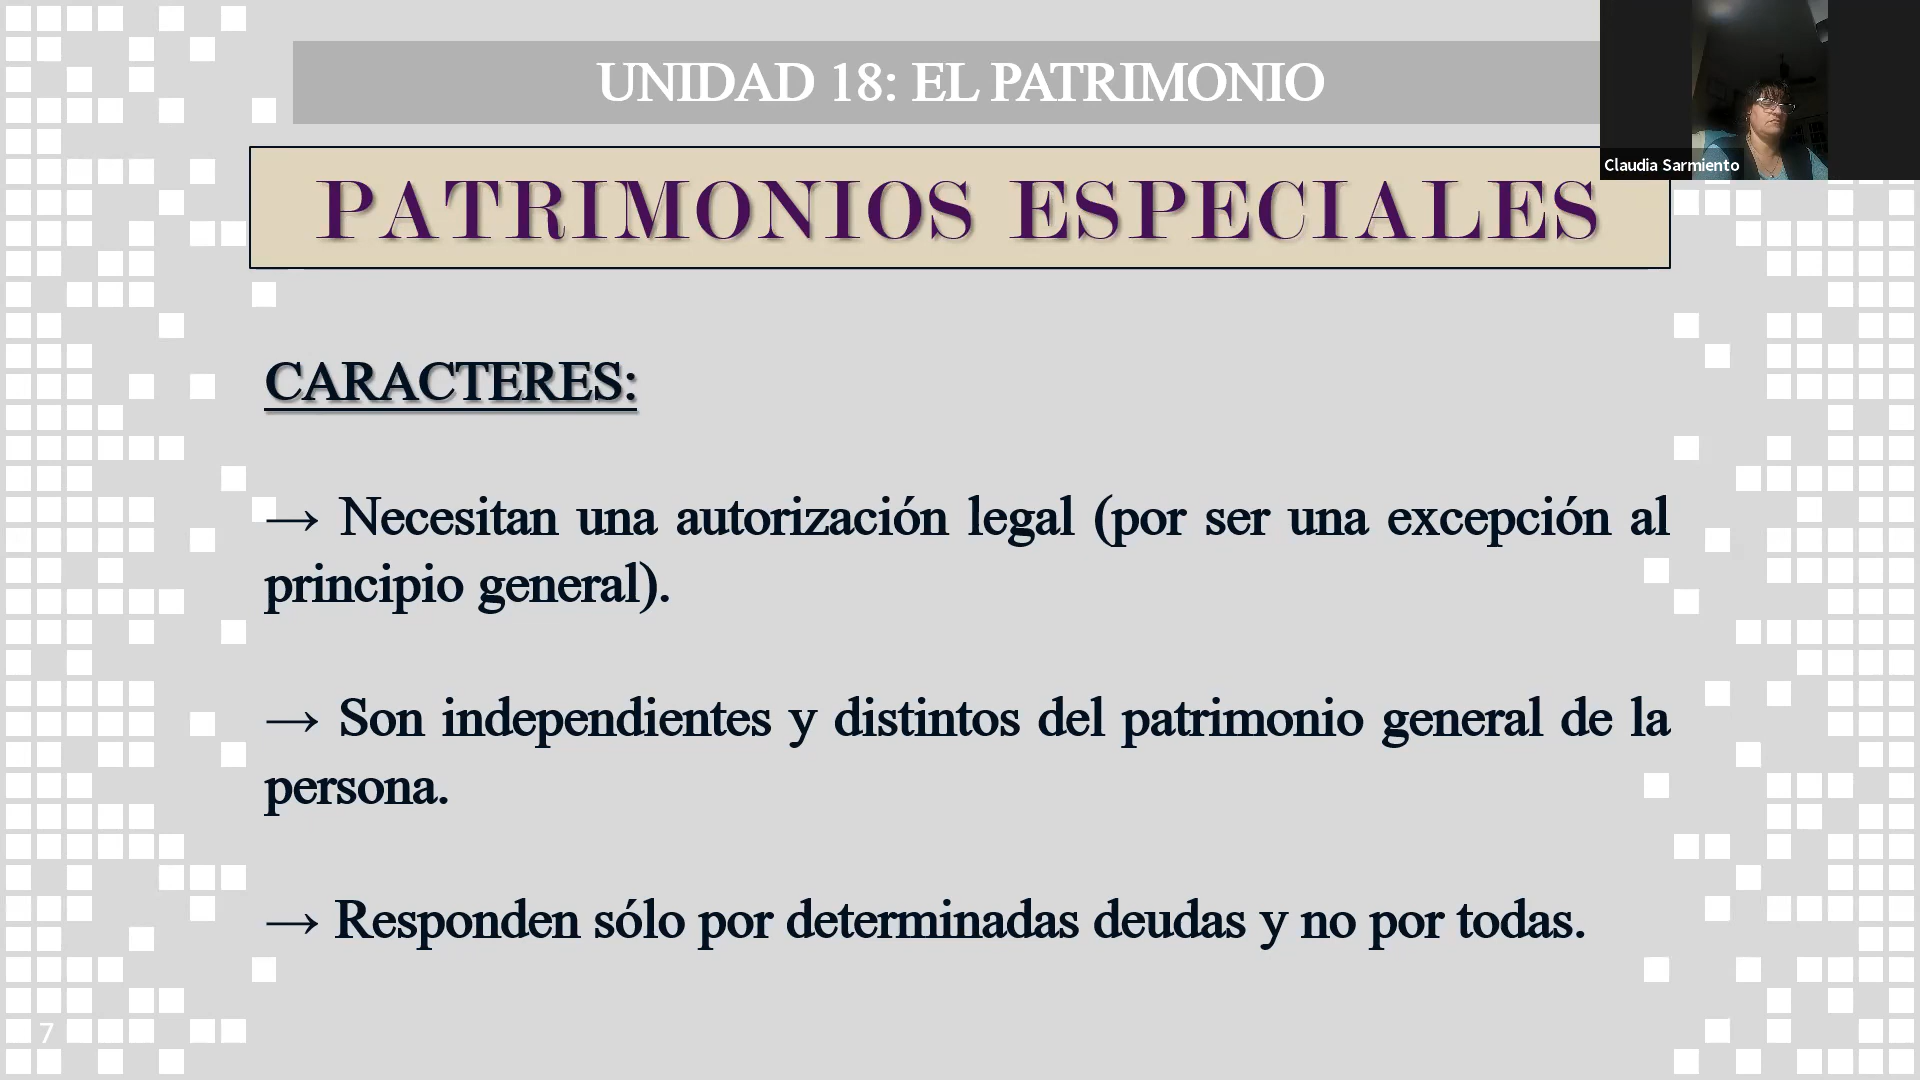 UNIDAD 18: EL PATRIMONIO
Claudia Sarmiento
PATRIMONIOS ESPECIALES
CARACTERES:
→ Necesitan una autorización legal (por ser una excepción al
principio general).
→ Son independientes y distintos del patrimonio general de la
persona.
→ Responden sólo por determinadas deudas y no por todas.
7